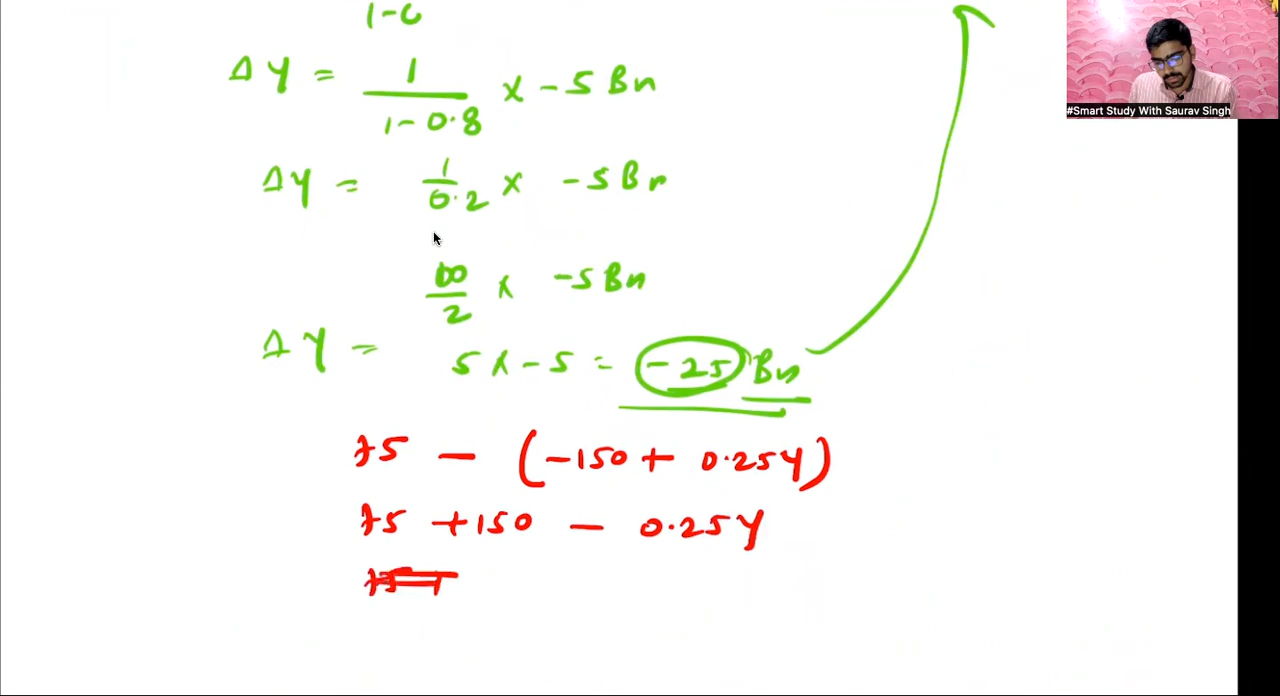 1-c
#Smart Study With Saurav Singh
ΔY = 1/(1-0.8) x -5 Bn
ΔY = 1/0.2 x -5 Bn
10/2 x -5 Bn
ΔY = 5 x -5 = -25 Bn
75 - (-150 + 0.25Y)
75 + 150 - 0.25Y